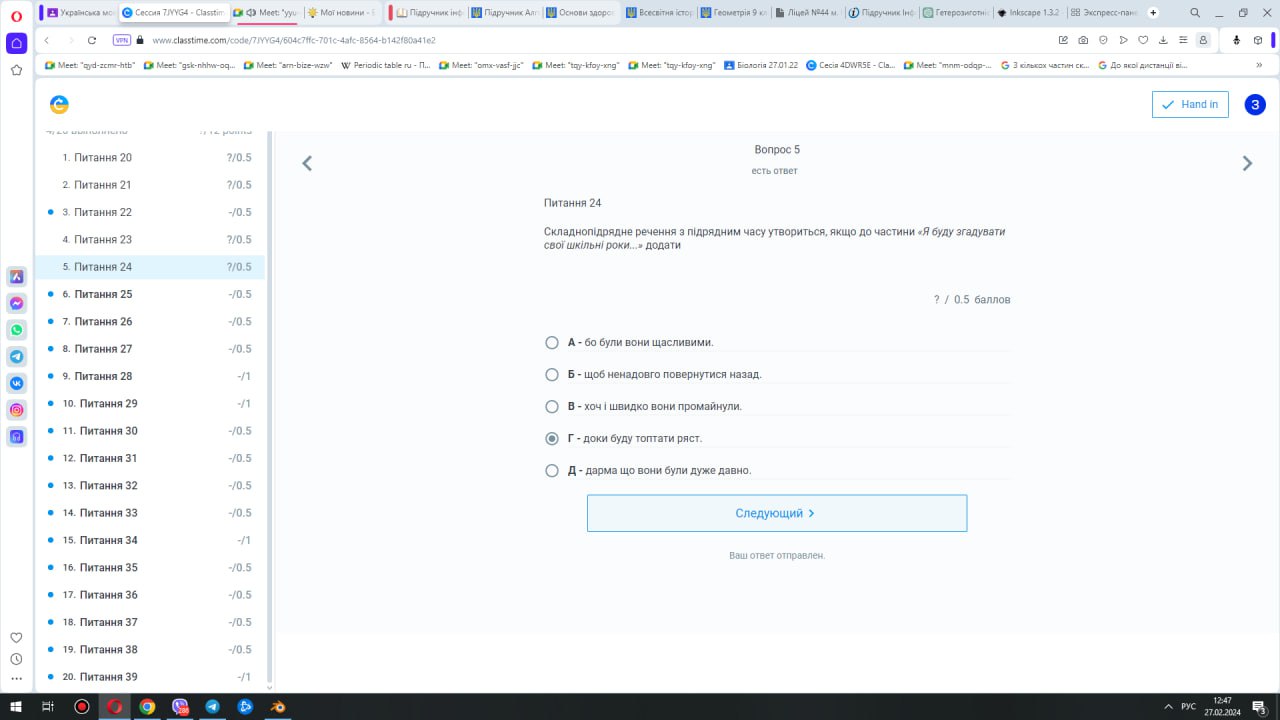 Українська мо
Сессия 7JYYG4 - Classtim
Meet: "yyu
Мої новини - Е
Підручник інф
Підручник Алг
Основи здоров
Всесвітня істо
Геометрія 9 кл
Ліцей №44 (
Підручник Інф
Inkscape 1.3.2
Экспресс-пане
VPN
www.classtime.com/code/7JYYG4/604c7ffc-701c-4afc-8564-b142f80a41e2
Meet: "qyd-zcmr-htb"
Meet: "gsk-nhhw-oq...
Meet: "arn-bize-wzw"
Periodic table ru - П...
Meet: "omx-vasf-jjc"
Meet: "tqy-kfoy-xng"
Meet: "tqy-kfoy-xng"
Біологія 27.01.22
Сесія 4DWR5E - Cla...
Meet: "mnm-odqp-...
З кількох частин ск...
До якої дистанції ві...
Hand in
З
1. Питання 20 ?/0.5
2. Питання 21 ?/0.5
3. Питання 22 -/0.5
4. Питання 23 ?/0.5
5. Питання 24 ?/0.5
6. Питання 25 -/0.5
7. Питання 26 -/0.5
8. Питання 27 -/0.5
9. Питання 28 -/1
10. Питання 29 -/1
11. Питання 30 -/0.5
12. Питання 31 -/0.5
13. Питання 32 -/0.5
14. Питання 33 -/0.5
15. Питання 34 -/1
16. Питання 35 -/0.5
17. Питання 36 -/0.5
18. Питання 37 -/0.5
19. Питання 38 -/0.5
20. Питання 39 -/1
Вопрос 5
есть ответ
Питання 24
Складнопідрядне речення з підрядним часу утвориться, якщо до частини «Я буду згадувати
свої шкільні роки...» додати
? / 0.5 баллов
А - бо були вони щасливими.
Б - щоб ненадовго повернутися назад.
В - хоч і швидко вони промайнули.
Г - доки буду топтати ряст.
Д - дарма що вони були дуже давно.
Следующий
Ваш ответ отправлен.
РУС
12:47
27.02.2024
3